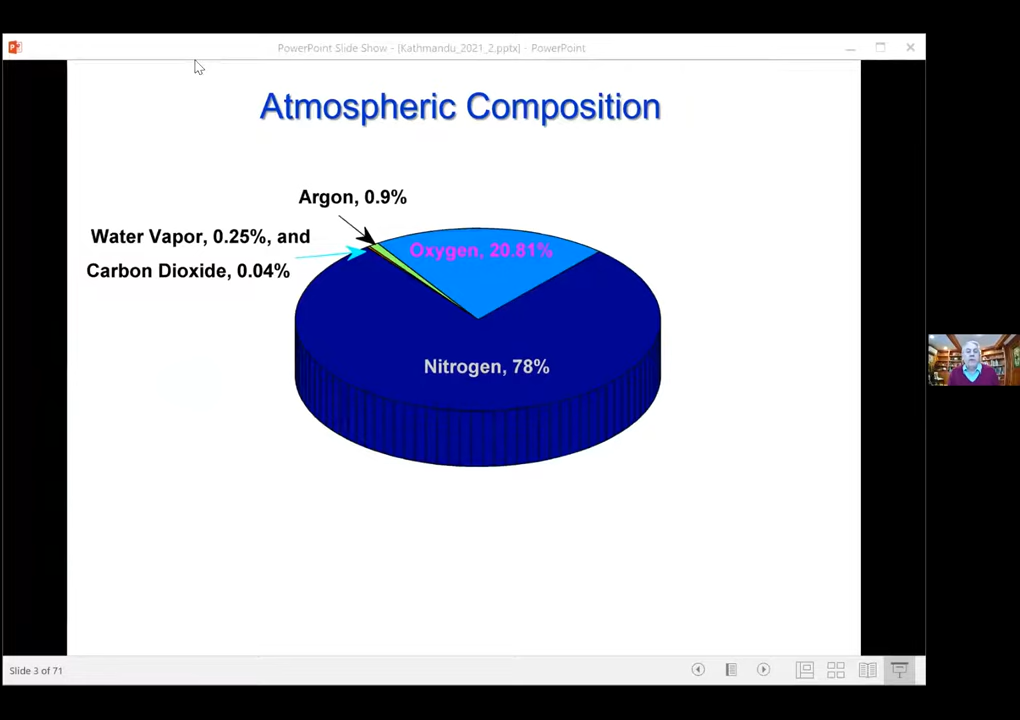 PowerPoint Slide Show - [Kathmandu_2021_2.pptx] - PowerPoint
Atmospheric Composition
Argon, 0.9%
Water Vapor, 0.25%, and
Carbon Dioxide, 0.04%
Oxygen, 20.81%
Nitrogen, 78%
Slide 3 of 71